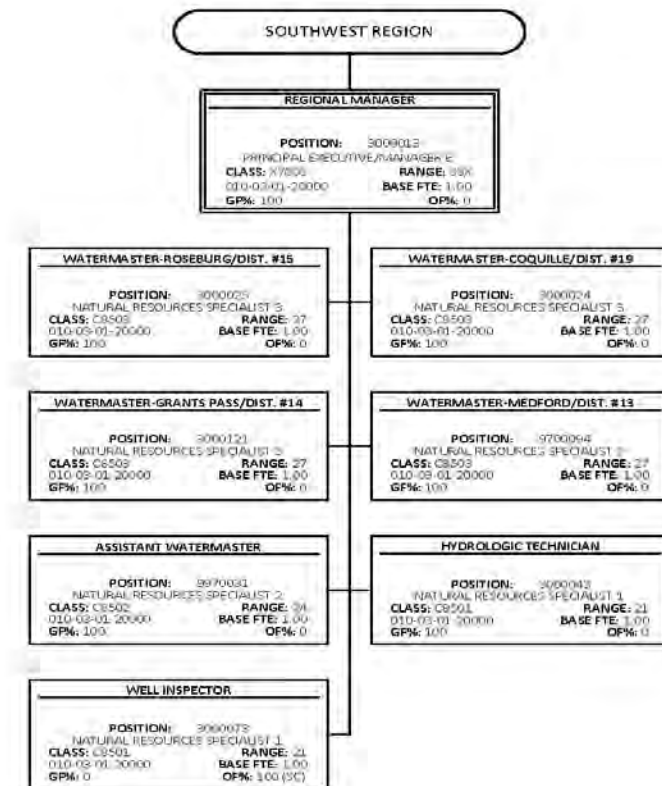 SOUTHWEST REGION
REGIONAL MANAGER
POSITION: 3000013
PRINCIPAL EXECUTIVE/MANAGER E
CLASS: RANGE:
010-03-01-20000 BASE FTE: 1.00
GP%: 100 OF%: 0
WATERMASTER-ROSEBURG/DIST. #15
POSITION: 3000025
NATURAL RESOURCES SPECIALIST 3
CLASS: C8503 RANGE: 27
010-03-01-20000 BASE FTE: 1.00
GP%: 100 OF%: 0
WATERMASTER-COQUILLE/DIST. #19
POSITION: 3000024
NATURAL RESOURCES SPECIALIST 3
CLASS: C8503 RANGE: 27
010-03-01-20000 BASE FTE: 1.00
GP%: 100 OF%: 0
WATERMASTER-GRANTS PASS/DIST. #14
POSITION: 3000121
NATURAL RESOURCES SPECIALIST 3
CLASS: C8503 RANGE: 27
010-03-01-20000 BASE FTE: 1.00
GF%: 100 OF%: 0
WATERMASTER-MEDFORD/DIST. #13
POSITION: 9700094
NATURAL RESOURCES SPECIALIST
CLASS: C8503 RANGE: 27
010-03-01-20000 BASE FTE: 1.00
GP%: 100 OF%: 0
ASSISTANT WATERMASTER
POSITION: 9970031
NATURAL RESOURCES SPECIALIST 2
CLASS: C8502 RANGE: 24
010-03-01-20000 BASE FTE: 1.00
GP%: 100 OF%: 0
HYDROLOGIC TECHNICIAN
POSITION: 3000043
NATURAL RESOURCES SPECIALIST 1
CLASS: C8501 RANGE: 21
010-03-01-20000 BASE FTE: 1.00
GP%: 100 OF%: 0
WELL INSPECTOR
POSITION: 3000073
NATURAL RESOURCES SPECIALIST 1
CLASS: C8501 RANGE: 21
010-03-01-20000 BASE FTE: 1.00
GP%: 0 OF%: 100 (SC)